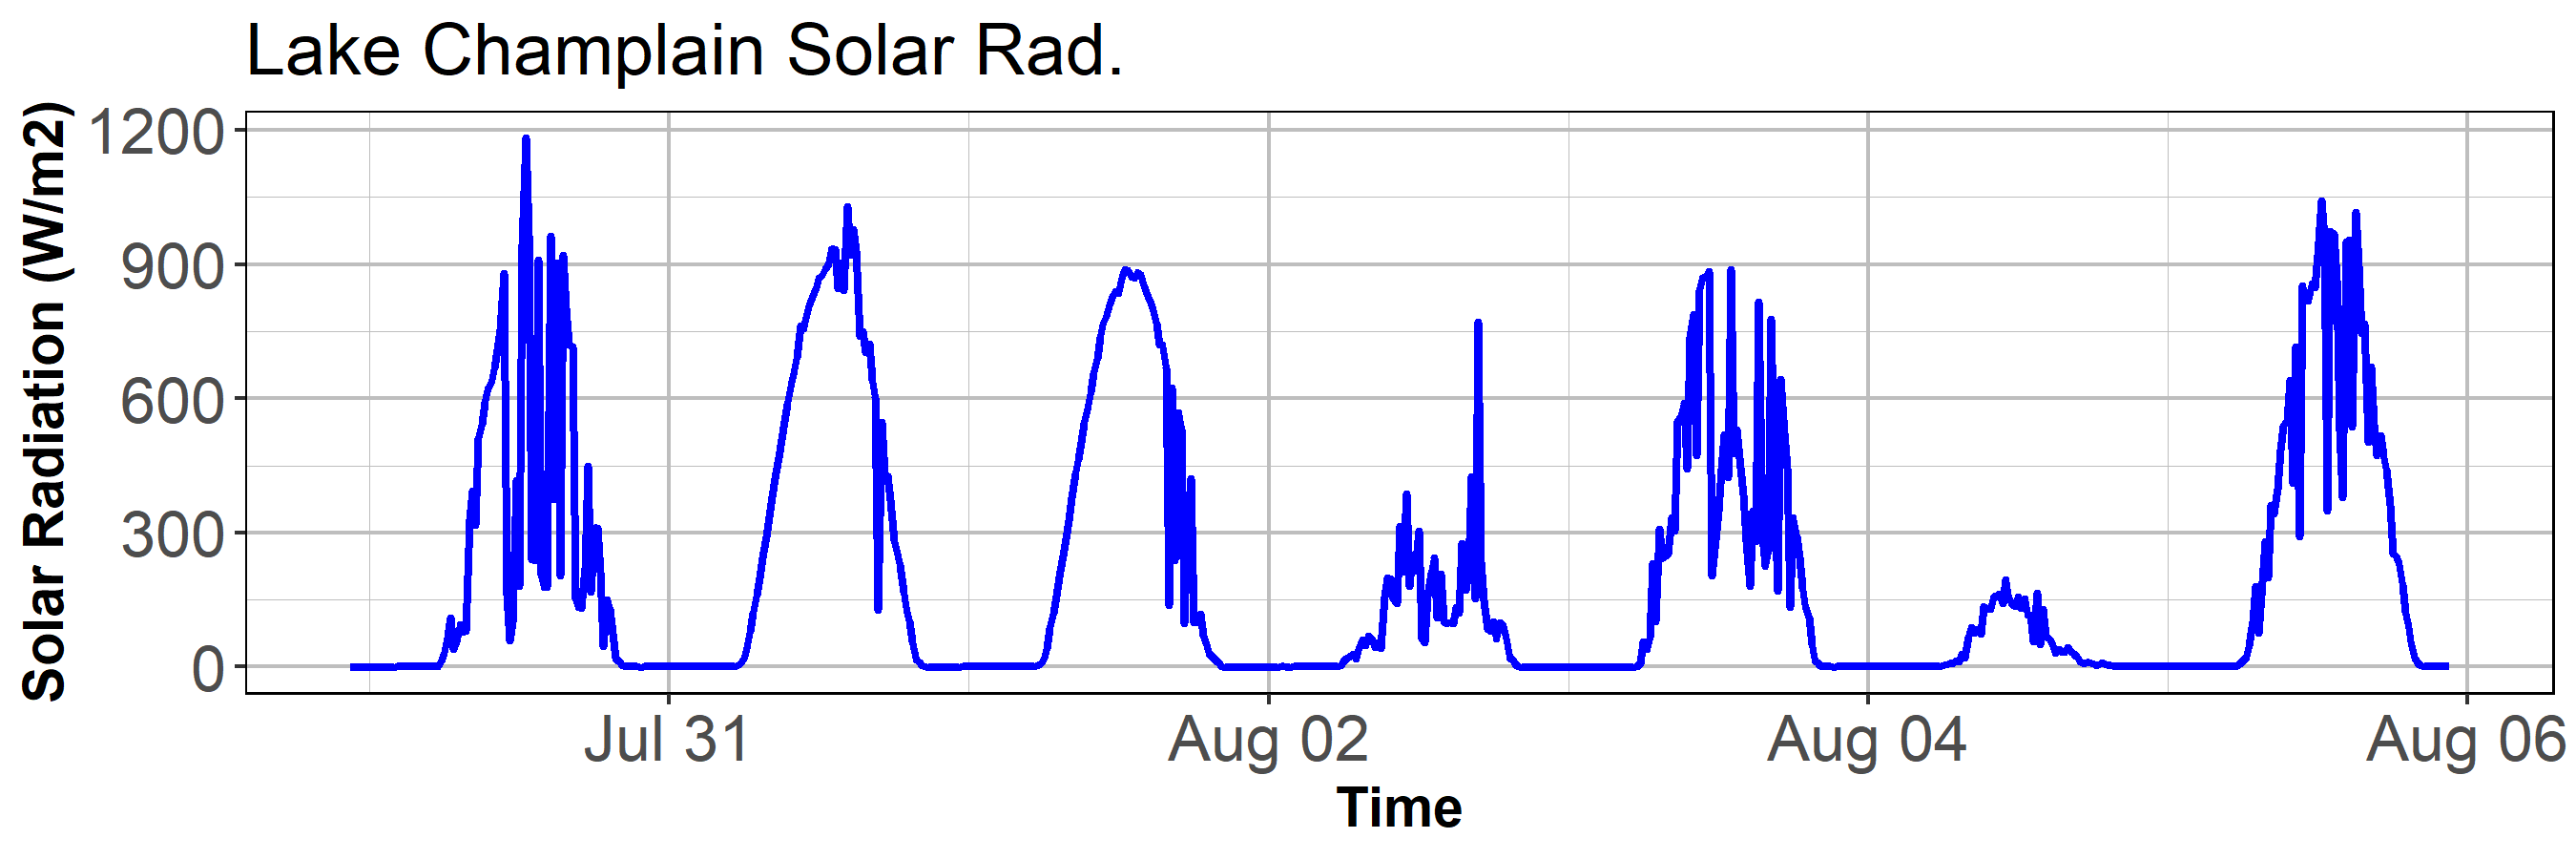 Lake Champlain Solar Rad.
Solar Radiation (W/m2)
1200
900
600
300
0
Jul 31 Aug 02 Aug 04 Aug 06
Time